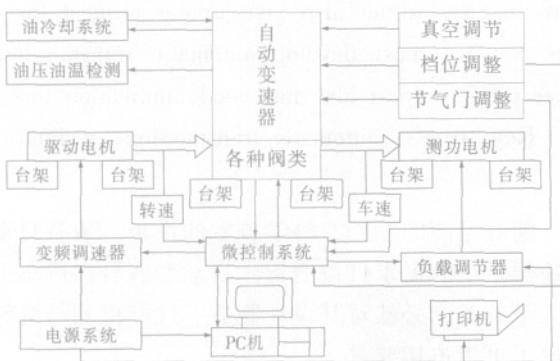 油冷却系统
油压油温检测
自动变速器
各种阀类
真空调节
档位调整
节气门调整
驱动电机
测功电机
台架
台架
台架
台架
台架
台架
转速
车速
变频调速器
微控制系统
负载调节器
电源系统
PC机
打印机